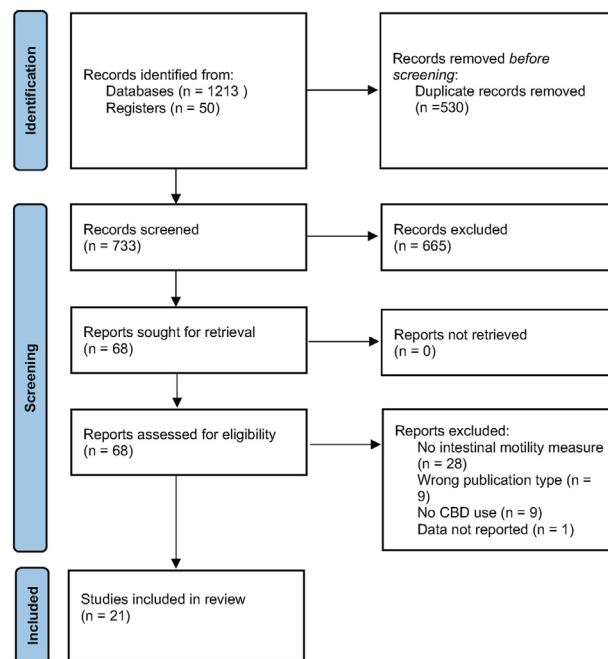 Identification
Records identified from:
Databases (n = 1213 )
Registers (n = 50)
Records removed before
screening:
Duplicate records removed
(n =530)
Screening
Records screened
(n = 733)
Records excluded
(n = 665)
Reports sought for retrieval
(n = 68)
Reports not retrieved
(n = 0)
Reports assessed for eligibility
(n = 68)
Reports excluded:
No intestinal motility measure
(n = 28)
Wrong publication type (n =
9)
No CBD use (n = 9)
Data not reported (n = 1)
Included
Studies included in review
(n = 21)